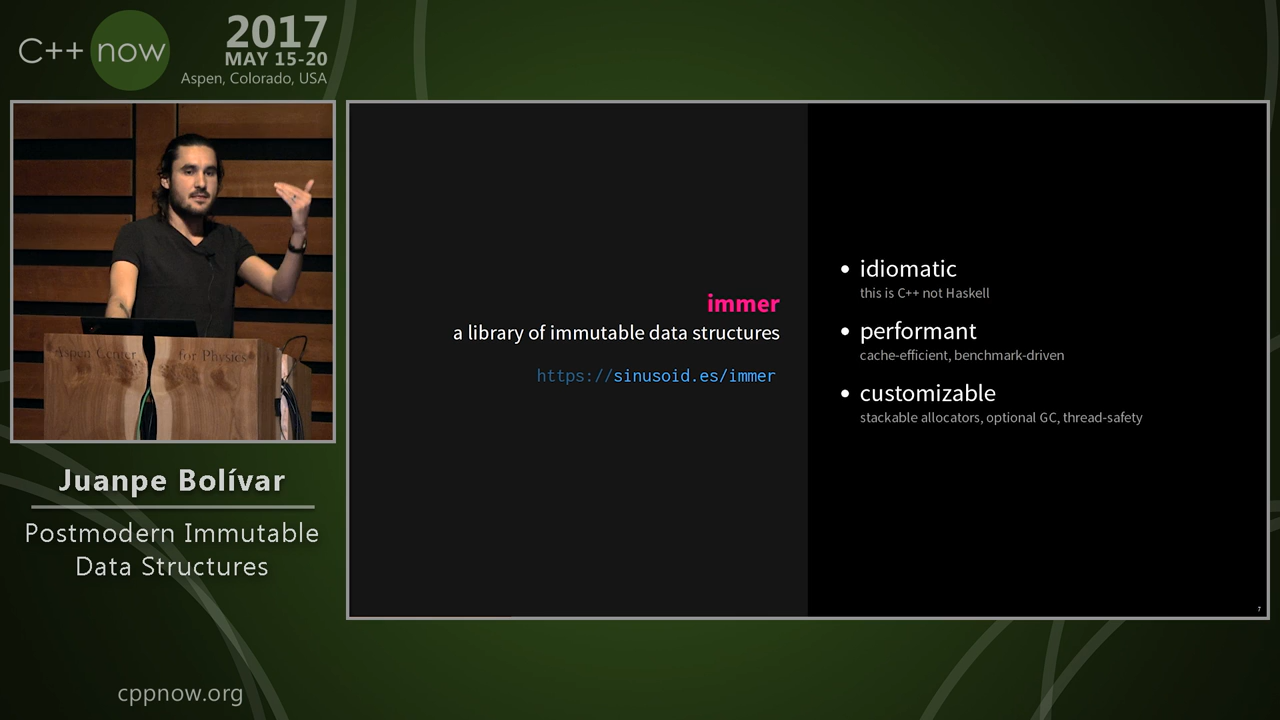 C++ now
2017
MAY 15-20
Aspen, Colorado, USA
Aspen Center for Physics
Juanpe Bolívar
Postmodern Immutable
Data Structures
cppnow.org
immer
a library of immutable data structures
https://sinusoid.es/immer
• idiomatic
this is C++ not Haskell
• performant
cache-efficient, benchmark-driven
• customizable
stackable allocators, optional GC, thread-safety
7